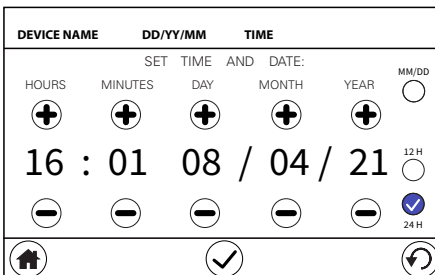 DEVICE NAME DD/YY/MM TIME
SET TIME AND DATE:
MM/DD
HOURS MINUTES DAY MONTH YEAR
16 : 01 08 / 04 / 21
12 H
24 H